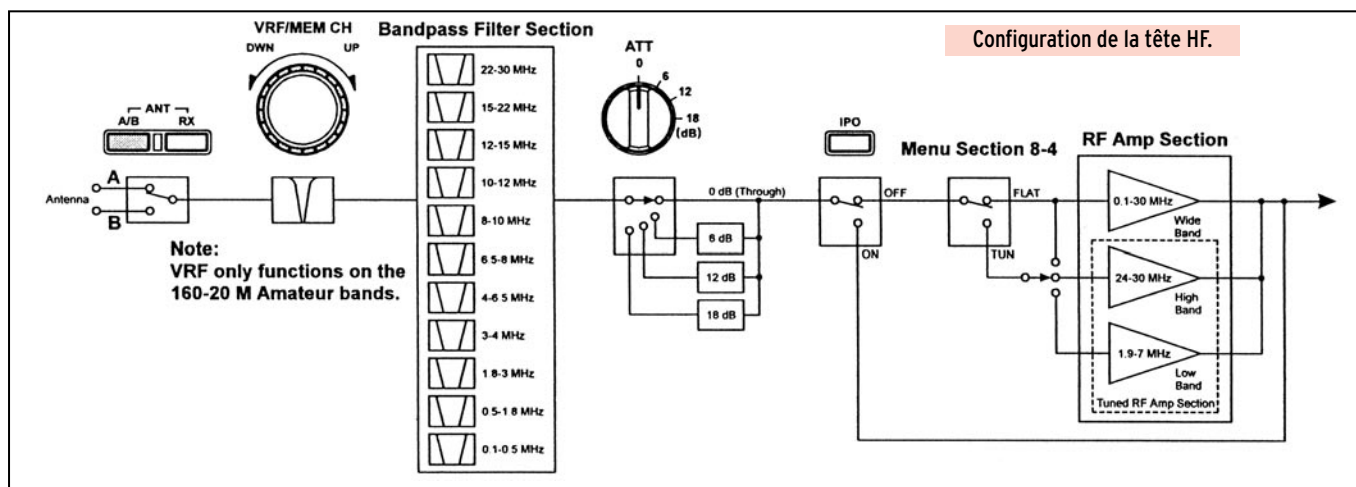 Configuration de la tête HF.
VRF/MEM CH
DWN UP
ANT
A/B RX
Antenna
A
B
Note:
VRF only functions on the
160-20 M Amateur bands.
Bandpass Filter Section
22-30 MHz
15-22 MHz
12-15 MHz
10-12 MHz
8-10 MHz
6 5-8 MHz
4-6 5 MHz
3-4 MHz
1 8-3 MHz
0 5-1 8 MHz
0 1-0 5 MHz
ATT
0
6
12
18
(dB)
0 dB (Through)
6 dB
12 dB
18 dB
IPO
OFF
ON
Menu Section 8-4
FLAT
TUN
RF Amp Section
0.1-30 MHz
Wide
Band
24-30 MHz
High
Band
1.9-7 MHz
Low
Band
Tuned RF Amp Section